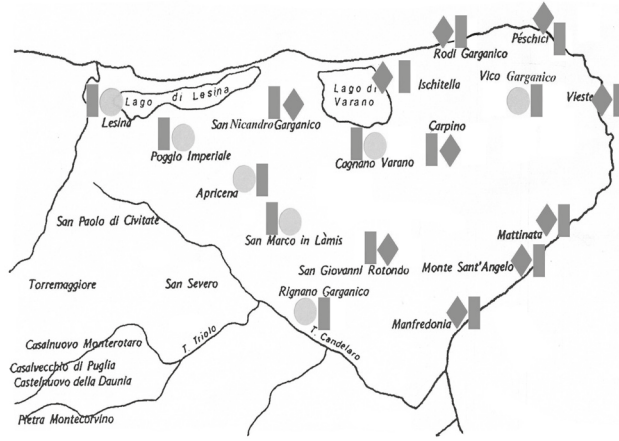 Péschici
Rodi Garganico
Ischitella
Vico Garganico
Lago di Lesina
Lago di
Varano
Vieste
Lesina
San Nicandro Garganico
Carpino
Poggio Imperiale
Cagnano Varano
Apricena
San Paolo di Civitate
Mattinata
San Marco in Làmis
San Giovanni Rotondo
Monte Sant'Angelo
Torremaggiore
San Severo
Rignano Garganico
Manfredonia
T. Candelaro
T. Triolo
Casalnuovo Monterotaro
Casalvecchio di Puglia
Castelnuovo della Daunia
Pietra Montecorvino